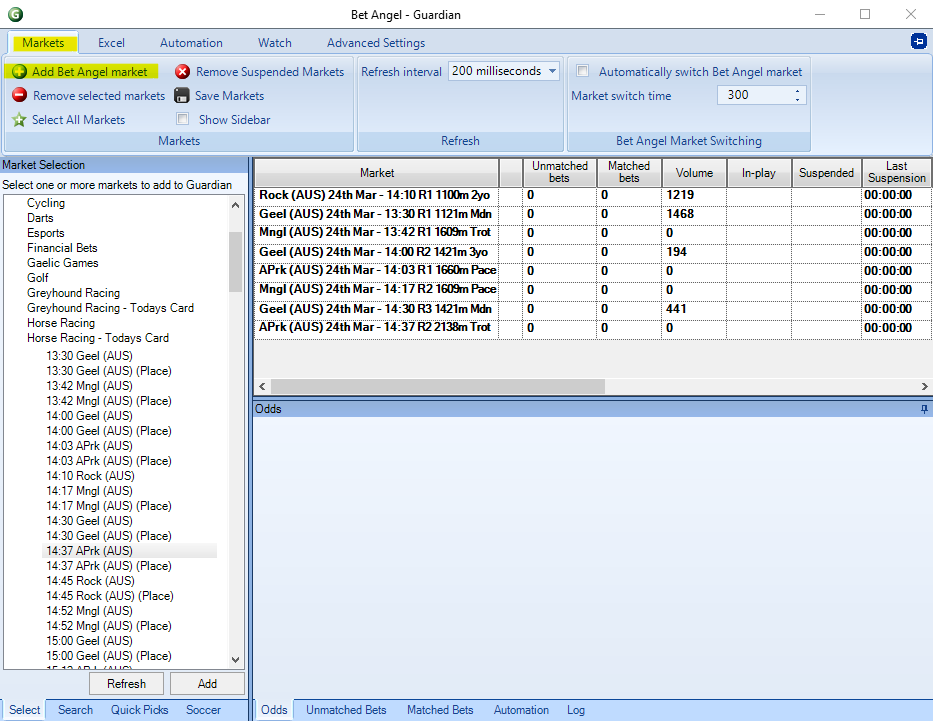 G Bet Angel - Guardian
Markets Excel Automation Watch Advanced Settings
Add Bet Angel market Remove Suspended Markets Refresh interval 200 milliseconds Automatically switch Bet Angel market
Remove selected markets Save Markets Market switch time 300
Select All Markets Show Sidebar
Markets Refresh Bet Angel Market Switching
Market Selection
Select one or more markets to add to Guardian
Cycling
Darts
Esports
Financial Bets
Gaelic Games
Golf
Greyhound Racing
Greyhound Racing - Todays Card
Horse Racing
Horse Racing - Todays Card
13:30 Geel (AUS)
13:30 Geel (AUS) (Place)
13:42 Mngl (AUS)
13:42 Mngl (AUS) (Place)
14:00 Geel (AUS)
14:00 Geel (AUS) (Place)
14:03 APrk (AUS)
14:03 APrk (AUS) (Place)
14:10 Rock (AUS)
14:17 Mngl (AUS)
14:17 Mngl (AUS) (Place)
14:30 Geel (AUS)
14:30 Geel (AUS) (Place)
14:37 APrk (AUS)
14:37 APrk (AUS) (Place)
14:45 Rock (AUS)
14:45 Rock (AUS) (Place)
14:52 Mngl (AUS)
14:52 Mngl (AUS) (Place)
15:00 Geel (AUS)
15:00 Geel (AUS) (Place)
Refresh Add
Select Search Quick Picks Soccer
Market Unmatched bets Matched bets Volume In-play Suspended Last Suspension
Rock (AUS) 24th Mar - 14:10 R1 1100m 2yo 0 0 1219 00:00:00
Geel (AUS) 24th Mar - 13:30 R1 1121m Mdn 0 0 1468 00:00:00
Mngl (AUS) 24th Mar - 13:42 R1 1609m Trot 0 0 0 00:00:00
Geel (AUS) 24th Mar - 14:00 R2 1421m 3yo 0 0 194 00:00:00
APrk (AUS) 24th Mar - 14:03 R1 1660m Pace 0 0 0 00:00:00
Mngl (AUS) 24th Mar - 14:17 R2 1609m Pace 0 0 0 00:00:00
Geel (AUS) 24th Mar - 14:30 R3 1421m Mdn 0 0 441 00:00:00
APrk (AUS) 24th Mar - 14:37 R2 2138m Trot 0 0 0 00:00:00
Odds
Odds Unmatched Bets Matched Bets Automation Log